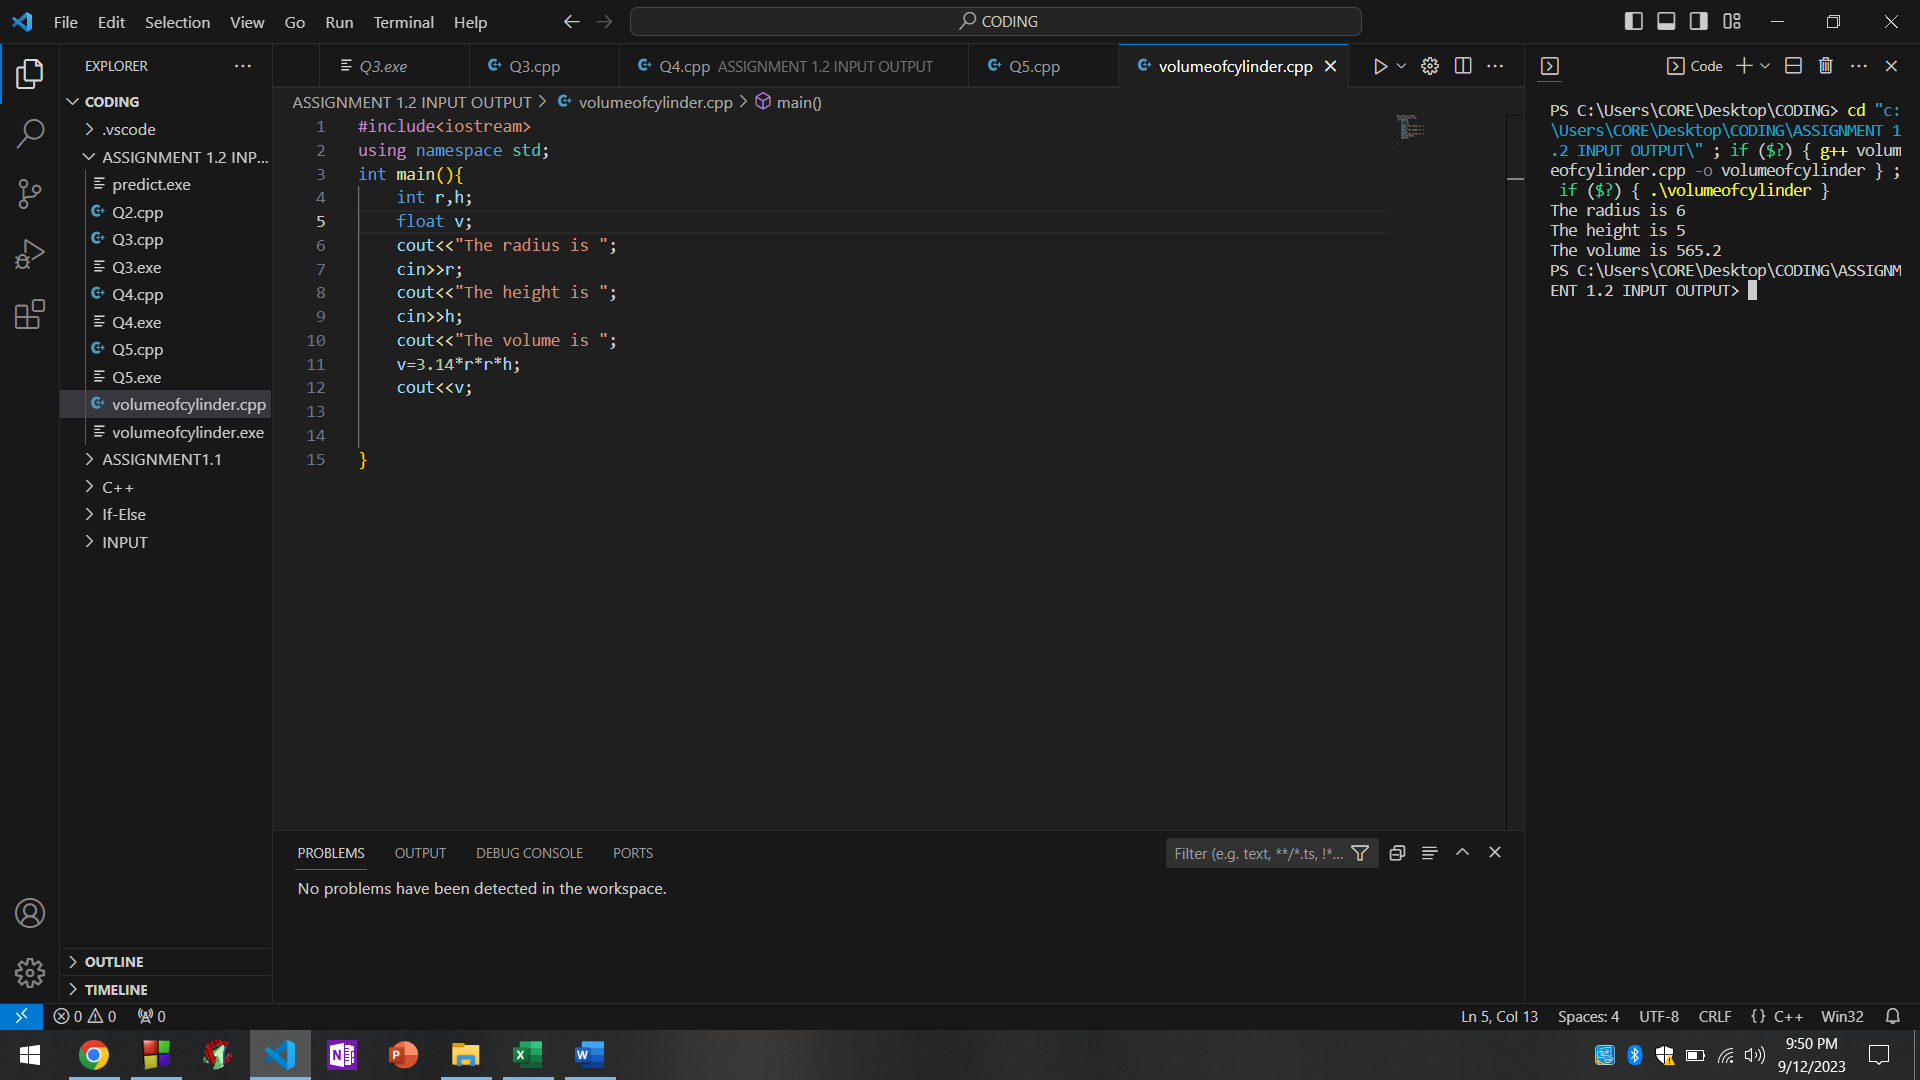 File Edit Selection View Go Run Terminal Help
CODING
EXPLORER
CODING
.vscode
ASSIGNMENT 1.2 INP...
predict.exe
Q2.cpp
Q3.cpp
Q3.exe
Q4.cpp
Q4.exe
Q5.cpp
Q5.exe
volumeofcylinder.cpp
volumeofcylinder.exe
ASSIGNMENT1.1
C++
If-Else
INPUT
OUTLINE
TIMELINE
Q3.exe Q3.cpp Q4.cpp ASSIGNMENT 1.2 INPUT OUTPUT Q5.cpp volumeofcylinder.cpp
ASSIGNMENT 1.2 INPUT OUTPUT > volumeofcylinder.cpp > main()
1 #include<iostream>
2 using namespace std;
3 int main(){
4 int r,h;
5 float v;
6 cout<<"The radius is ";
7 cin>>r;
8 cout<<"The height is ";
9 cin>>h;
10 cout<<"The volume is ";
11 v=3.14*r*r*h;
12 cout<<v;
13
14
15 }
PROBLEMS OUTPUT DEBUG CONSOLE PORTS
Filter (e.g. text, **/*.ts, !*...
No problems have been detected in the workspace.
Code
PS C:\Users\CORE\Desktop\CODING> cd "c:
\Users\CORE\Desktop\CODING\ASSIGNMENT 1
.2 INPUT OUTPUT\" ; if ($?) { g++ volum
eofcylinder.cpp -o volumeofcylinder } ;
if ($?) { .\volumeofcylinder }
The radius is 6
The height is 5
The volume is 565.2
PS C:\Users\CORE\Desktop\CODING\ASSIGNM
ENT 1.2 INPUT OUTPUT>
0 0 0
Ln 5, Col 13 Spaces: 4 UTF-8 CRLF {} C++ Win32
9:50 PM
9/12/2023